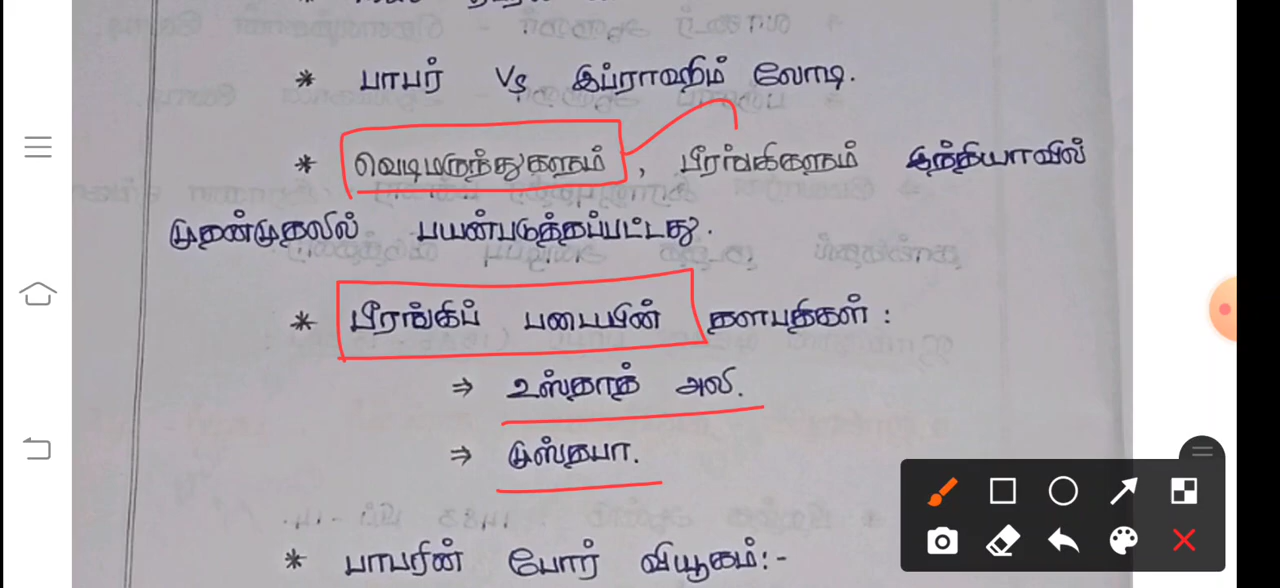 * பாபர் Vs இப்ராஹிம் லோடி.
* வெடிமருந்துகளும், பீரங்கிகளும் இந்தியாவில்
முதன்முதலில் பயன்படுத்தப்பட்டது.
* பீரங்கிப் படையின் தளபதிகள் :
⇒ உஸ்தாத் அலி.
⇒ முஸ்தபா.
* பாபரின் போர் வியூகம்:-